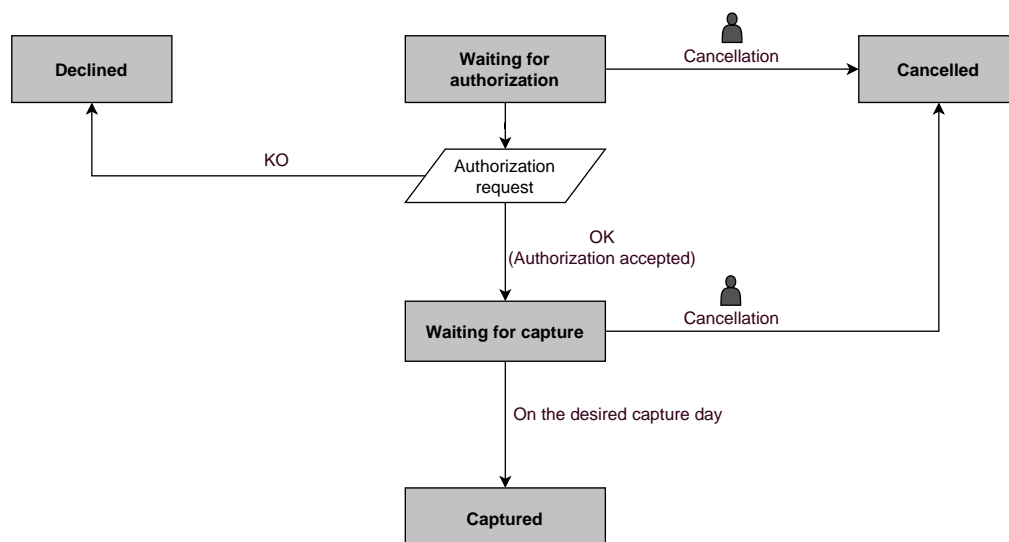 Declined
Waiting for
authorization
Cancellation
Cancelled
KO
Authorization
request
OK
(Authorization accepted)
Waiting for capture
Cancellation
On the desired capture day
Captured